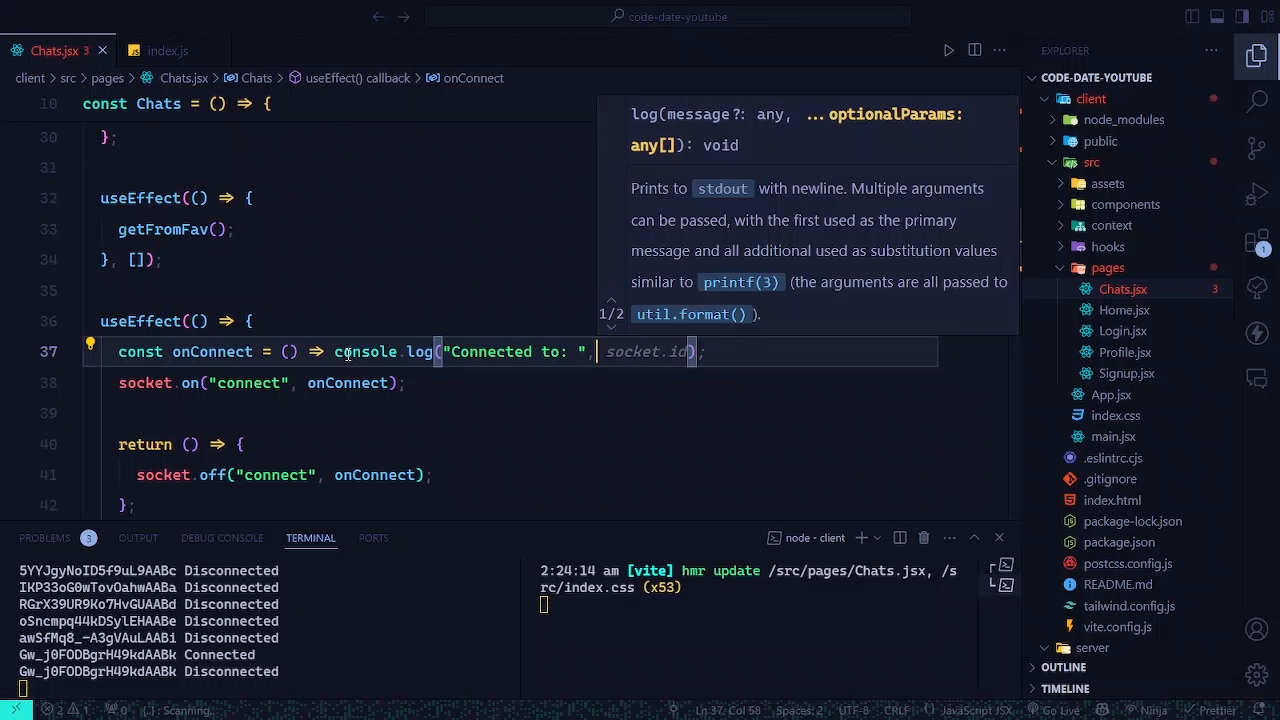 code-date-youtube
Chats.jsx 3
index.js
EXPLORER
client > src > pages > Chats.jsx > Chats > useEffect() callback > onConnect
CODE-DATE-YOUTUBE
10 const Chats = () => {
30 };
31
32 useEffect(() => {
33 getFromFav();
34 }, []);
35
36 useEffect(() => {
37 const onConnect = () => console.log("Connected to: ", socket.id);
38 socket.on("connect", onConnect);
39
40 return () => {
41 socket.off("connect", onConnect);
42 };
log(message?: any, ...optionalParams:
any[]): void
Prints to stdout with newline. Multiple arguments
can be passed, with the first used as the primary
message and all additional used as substitution values
similar to printf(3) (the arguments are all passed to
1/2 util.format()).
client
node_modules
public
src
assets
components
context
hooks
pages
Chats.jsx 3
Home.jsx
Login.jsx
Profile.jsx
Signup.jsx
App.jsx
index.css
main.jsx
.eslintrc.cjs
.gitignore
index.html
package-lock.json
package.json
postcss.config.js
README.md
tailwind.config.js
vite.config.js
server
OUTLINE
TIMELINE
1
PROBLEMS 3 OUTPUT DEBUG CONSOLE TERMINAL PORTS
node - client
5YYJgyNoID5f9uL9AABc Disconnected
IKP33oG0wTovOahwAABa Disconnected
RGrX39UR9Ko7HvGUAABd Disconnected
oSncmpq44kDSylEHAABe Disconnected
awSfMq8_-A3gVAuLAABi Disconnected
Gw_j0FODBgrH49kdAABk Connected
Gw_j0FODBgrH49kdAABk Disconnected
2:24:14 am [vite] hmr update /src/pages/Chats.jsx, /s
rc/index.css (x53)
2 1 0 {..}: Scanning.. Ln 37, Col 58 Spaces: 2 UTF-8 CRLF {} JavaScript JSX Go Live Ninja Prettier